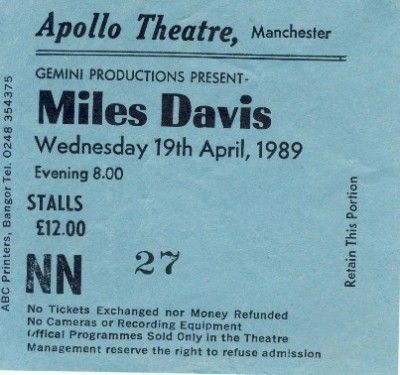 Apollo Theatre, Manchester
GEMINI PRODUCTIONS PRESENT-
Miles Davis
Wednesday 19th April, 1989
Evening 8.00
STALLS
£12.00
NN 27
No Tickets Exchanged nor Money Refunded
No Cameras or Recording Equipment
Official Programmes Sold Only in the Theatre
Management reserve the right to refuse admission
Retain This Portion
ABC Printers, Bangor Tel. 0248 354375